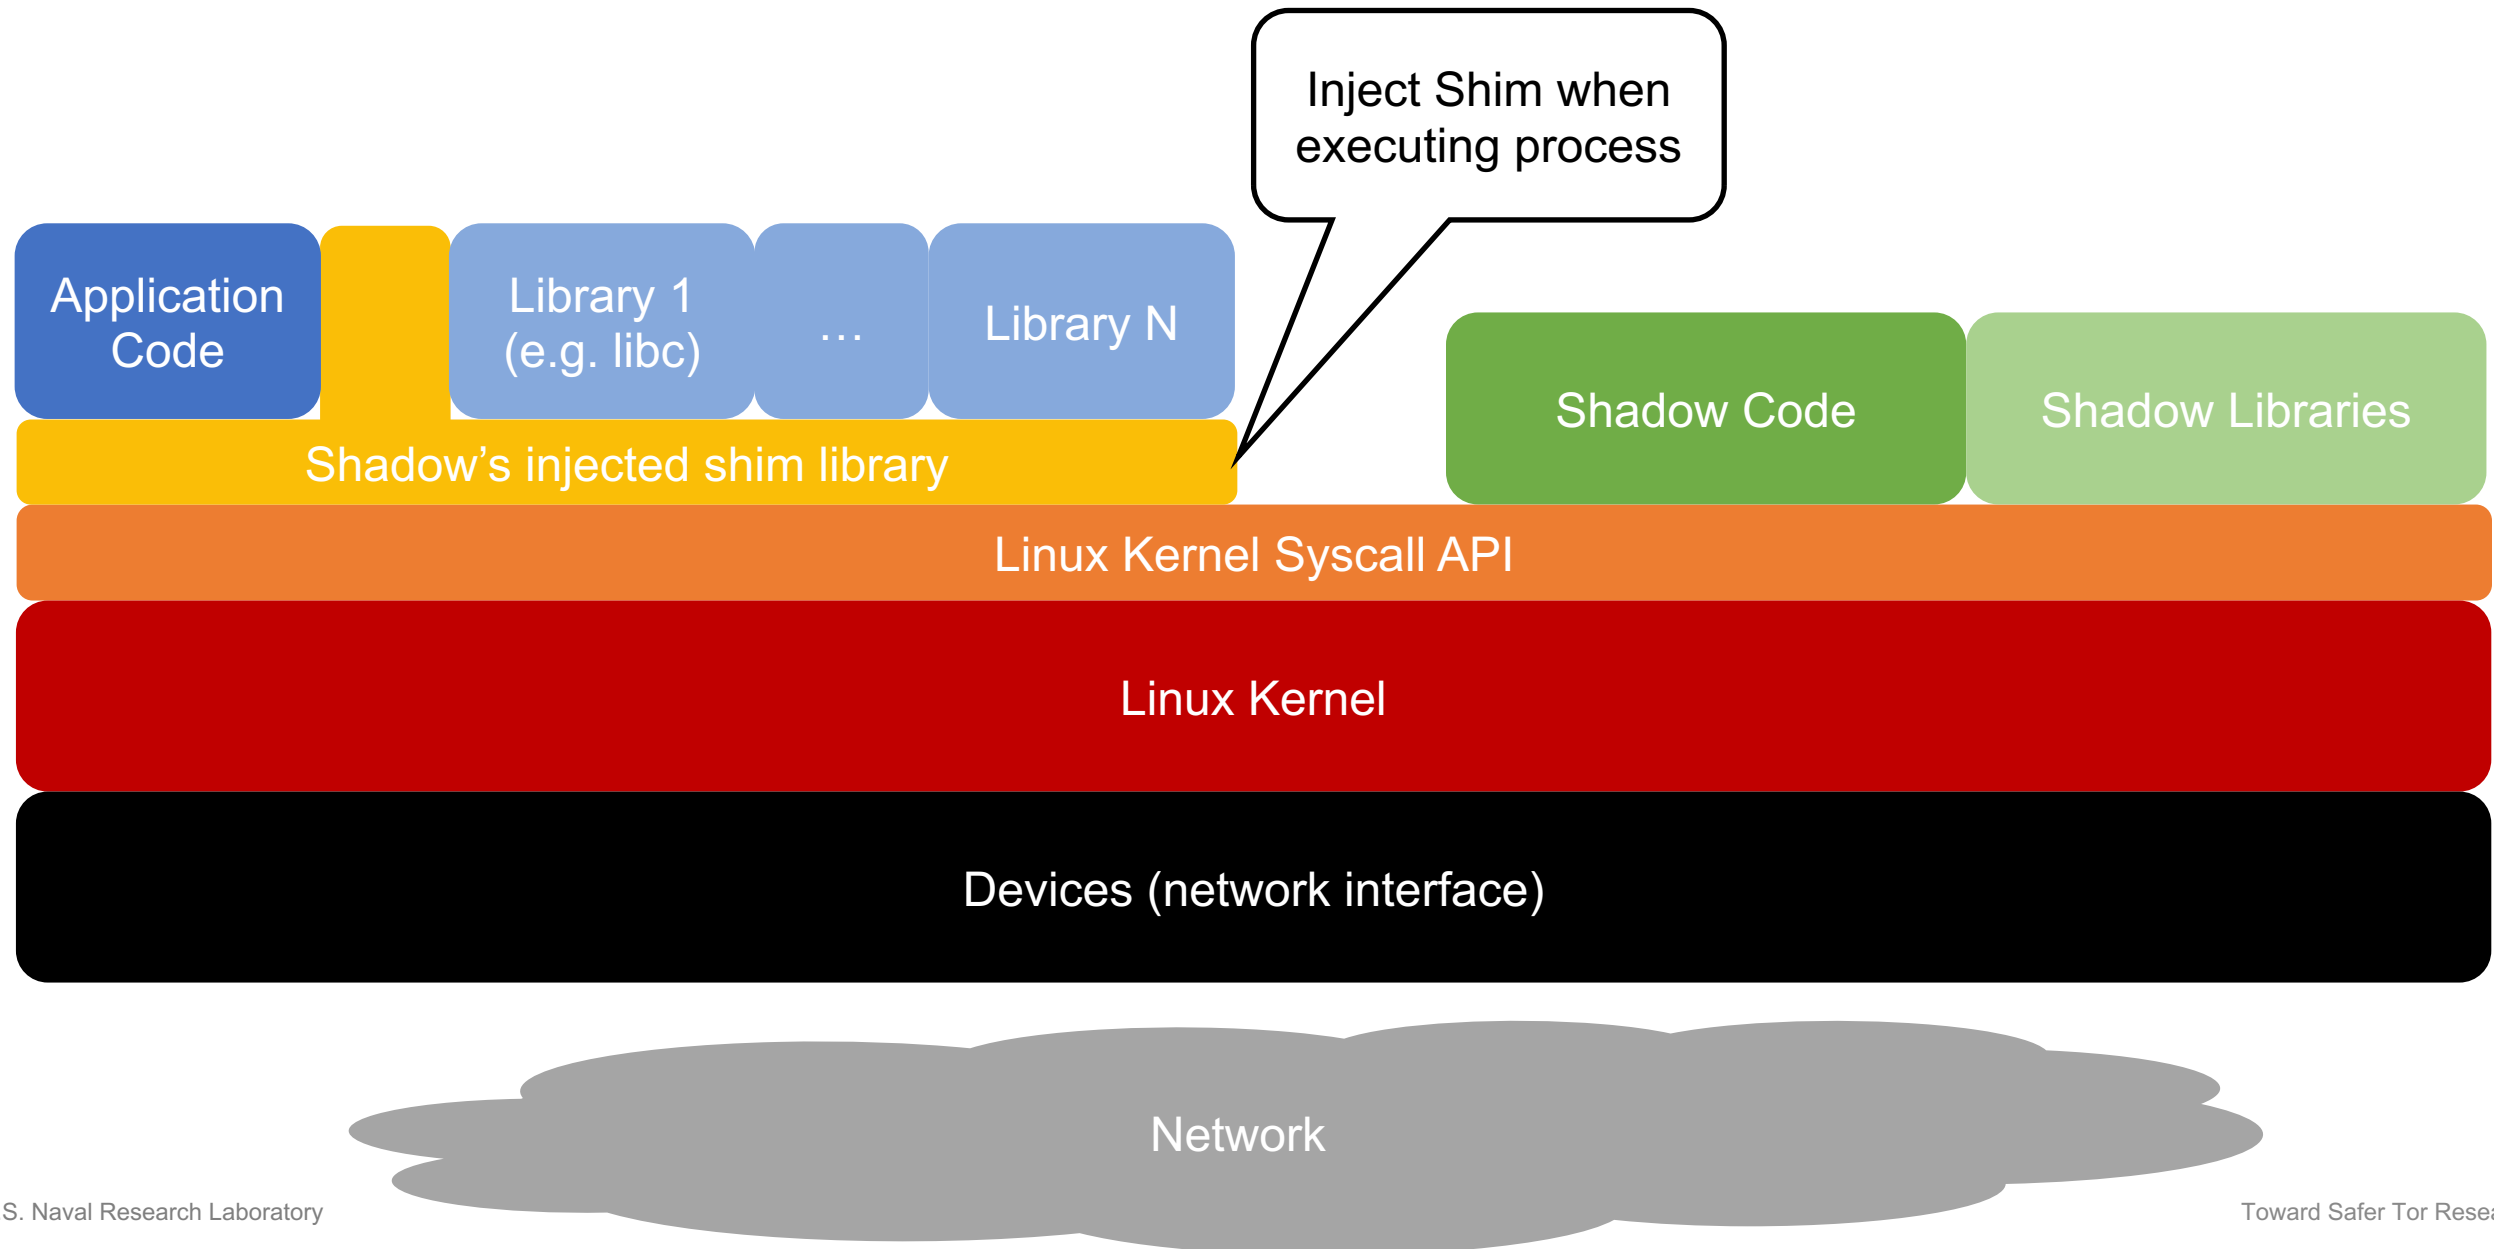 Inject Shim when
executing process
Application
Code
Library 1
(e.g. libc)
...
Library N
Shadow Code
Shadow Libraries
Shadow’s injected shim library
Linux Kernel Syscall API
Linux Kernel
Devices (network interface)
Network
S. Naval Research Laboratory
Toward Safer Tor